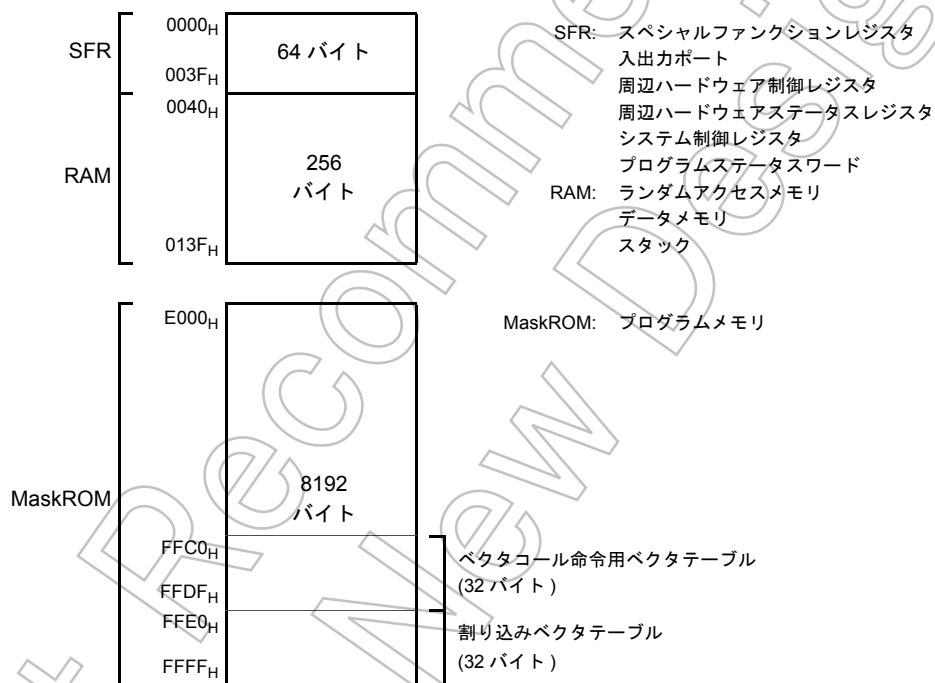 SFR
0000H
003FH
64 バイト
RAM
0040H
013FH
256
バイト
MaskROM
E000H
8192
バイト
FFC0H
FFDFH
FFE0H
FFFFH
ベクタコール命令用ベクタテーブル
(32 バイト )
割り込みベクタテーブル
(32 バイト )
SFR: スペシャルファンクションレジスタ
入出力ポート
周辺ハードウェア制御レジスタ
周辺ハードウェアステータスレジスタ
システム制御レジスタ
プログラムステータスワード
RAM: ランダムアクセスメモリ
データメモリ
スタック
MaskROM: プログラムメモリ
Recomme
Desig
New